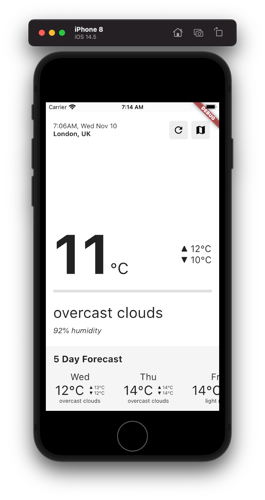 iPhone 8
iOS 14.5
Carrier 7:14 AM
DEBUG
7:06AM, Wed Nov 10
London, UK
11°C
▲ 12°C
▼ 10°C
overcast clouds
92% humidity
5 Day Forecast
Wed Thu Fr
12°C ▲ 12°C ▼ 10°C 14°C ▲ 14°C ▼ 14°C 14°
overcast clouds overcast clouds light